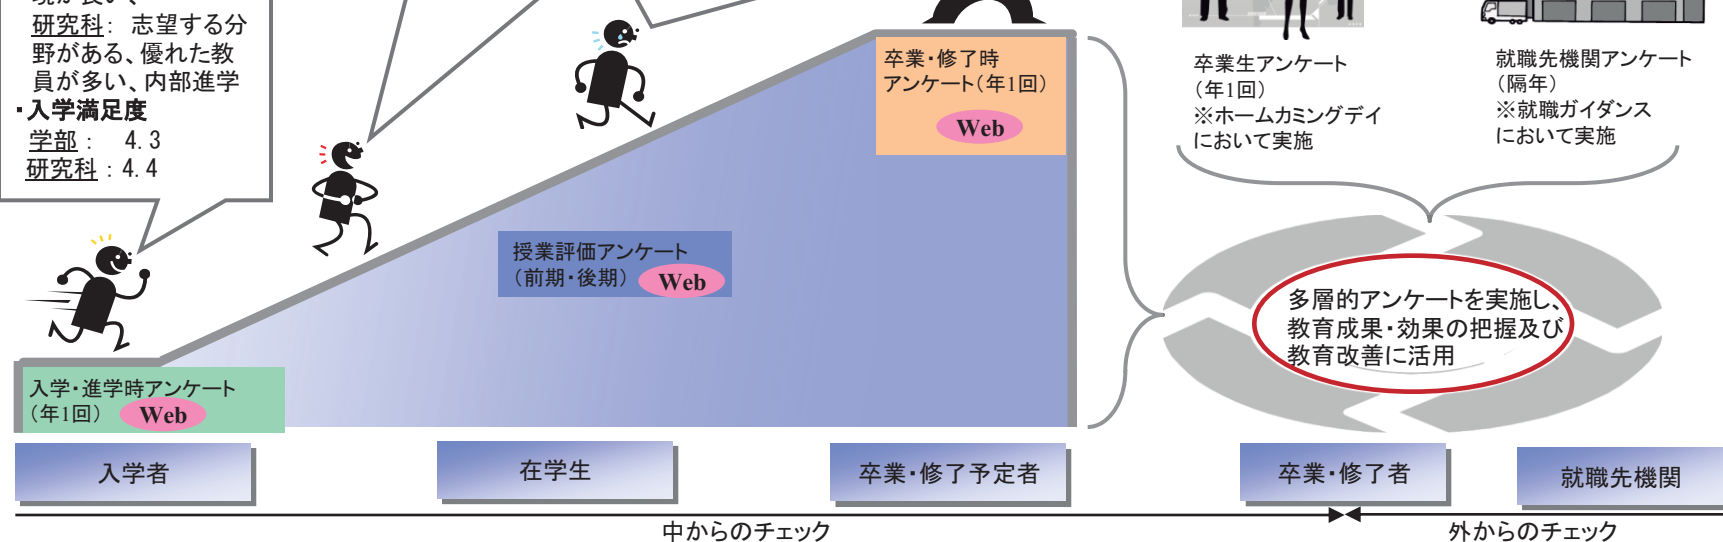 研究科： 志望する分
野がある、優れた教
員が多い、内部進学
・入学満足度
学部： 4.3
研究科：4.4
卒業・修了時
アンケート（年1回）
Web
授業評価アンケート
（前期・後期） Web
入学・進学時アンケート
（年1回） Web
卒業生アンケート
（年1回）
※ホームカミングデイ
において実施
就職先機関アンケート
（隔年）
※就職ガイダンス
において実施
多層的アンケートを実施し、
教育成果・効果の把握及び
教育改善に活用
入学者
在学生
卒業・修了予定者
卒業・修了者
就職先機関
中からのチェック
外からのチェック